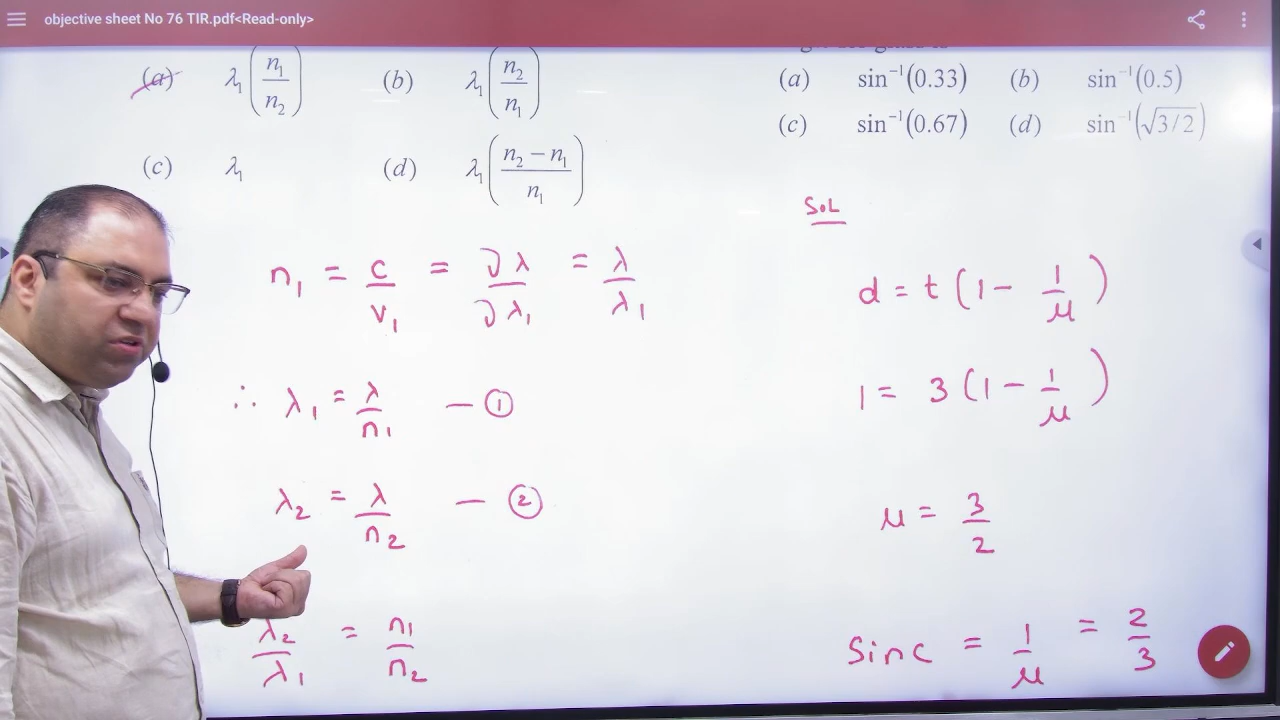 objective sheet No 76 TIR.pdf<Read-only>
(a) λ₁(n₁/n₂) (b) λ₁(n₂/n₁)
(c) λ₁ (d) λ₁((n₂ − n₁)/n₁)
n₁ = c/v₁ = νλ/νλ₁ = λ/λ₁
∴ λ₁ = λ/n₁ — ①
λ₂ = λ/n₂ — ②
λ₂/λ₁ = n₁/n₂
(a) sin⁻¹(0.33) (b) sin⁻¹(0.5)
(c) sin⁻¹(0.67) (d) sin⁻¹(√3/2)
SOL
d = t(1 − 1/μ)
1 = 3(1 − 1/μ)
μ = 3/2
Sinc = 1/μ = 2/3